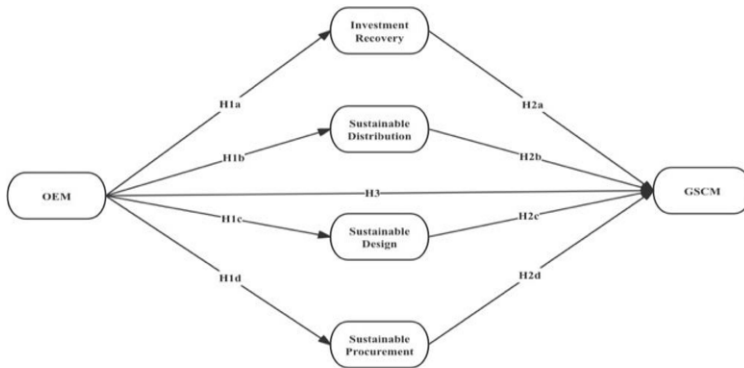 Investment
Recovery
H1a
H2a
Sustainable
Distribution
H1b
H2b
OEM
H3
GSCM
H1c
H2c
Sustainable
Design
H1d
H2d
Sustainable
Procurement